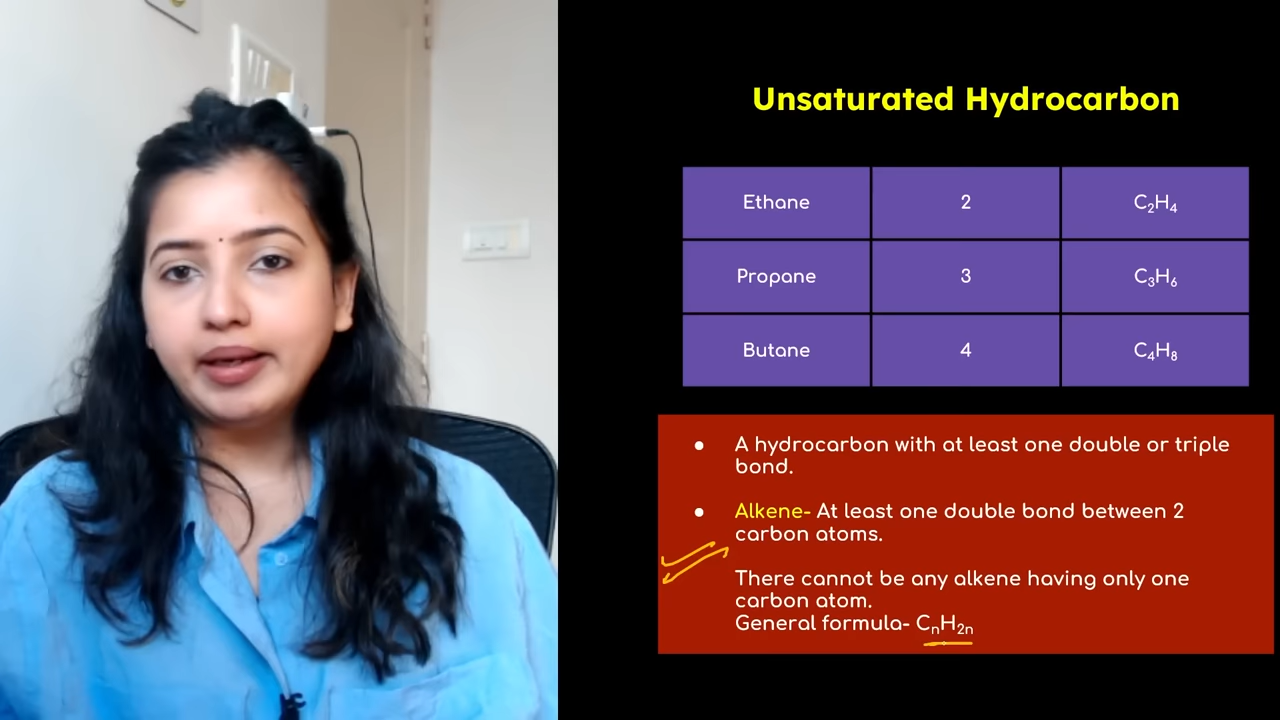 Unsaturated Hydrocarbon
Ethane 2 C₂H₄
Propane 3 C₃H₆
Butane 4 C₄H₈
● A hydrocarbon with at least one double or triple
bond.
● Alkene- At least one double bond between 2
carbon atoms.
There cannot be any alkene having only one
carbon atom.
General formula- CₙH₂ₙ